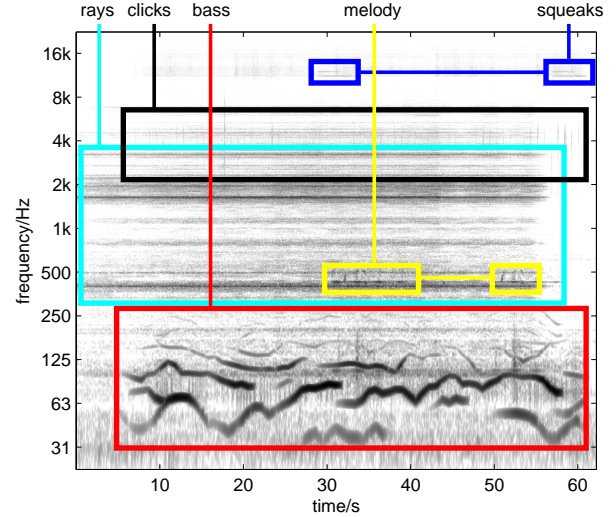 rays clicks bass melody squeaks
16k
8k
4k
2k
1k
500
250
125
63
31
frequency/Hz
10 20 30 40 50 60
time/s